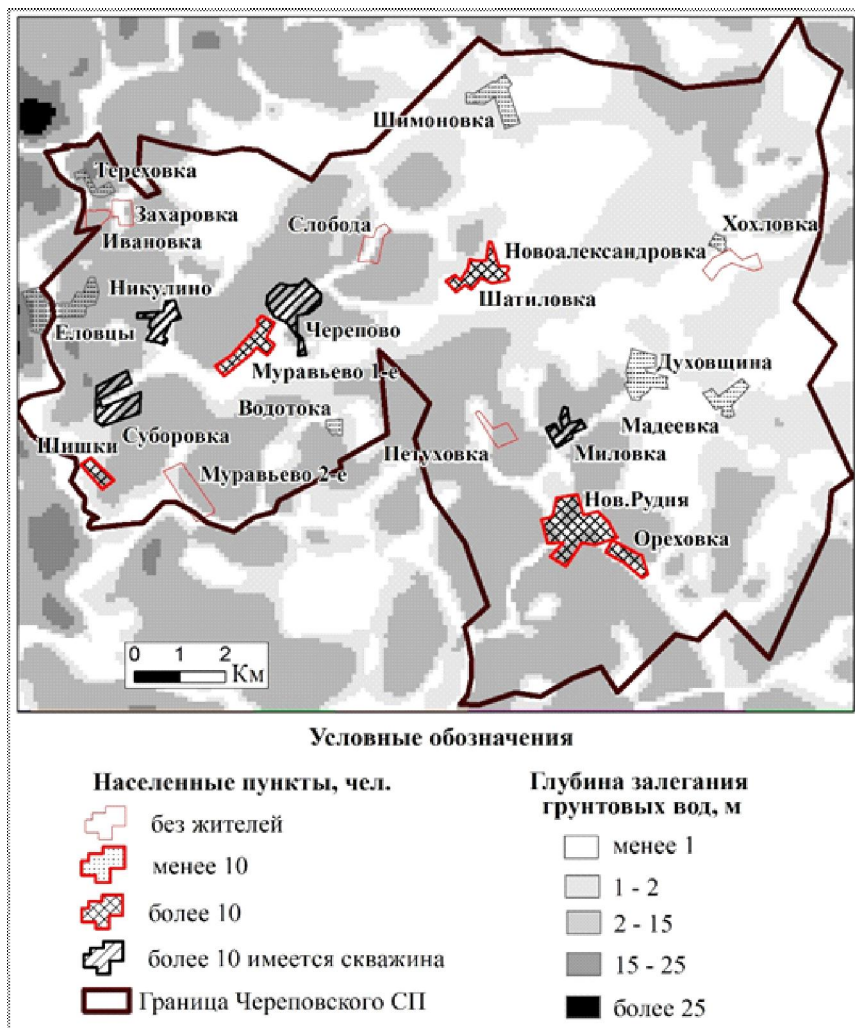 Шимоновка
Тереховка
Захаровка
Ивановка
Слобода
Хохловка
Новоалександровка
Никулино
Шатиловка
Еловцы
Черепово
Муравьево 1-е
Духовщина
Водотока
Мадеевка
Суборовка
Шишки
Петуховка
Миловка
Муравьево 2-е
Нов.Рудня
Ореховка
0 1 2
Км
Условные обозначения
Населенные пункты, чел.
без жителей
менее 10
более 10
более 10 имеется скважина
Граница Череповского СП
Глубина залегания
грунтовых вод, м
менее 1
1 - 2
2 - 15
15 - 25
более 25